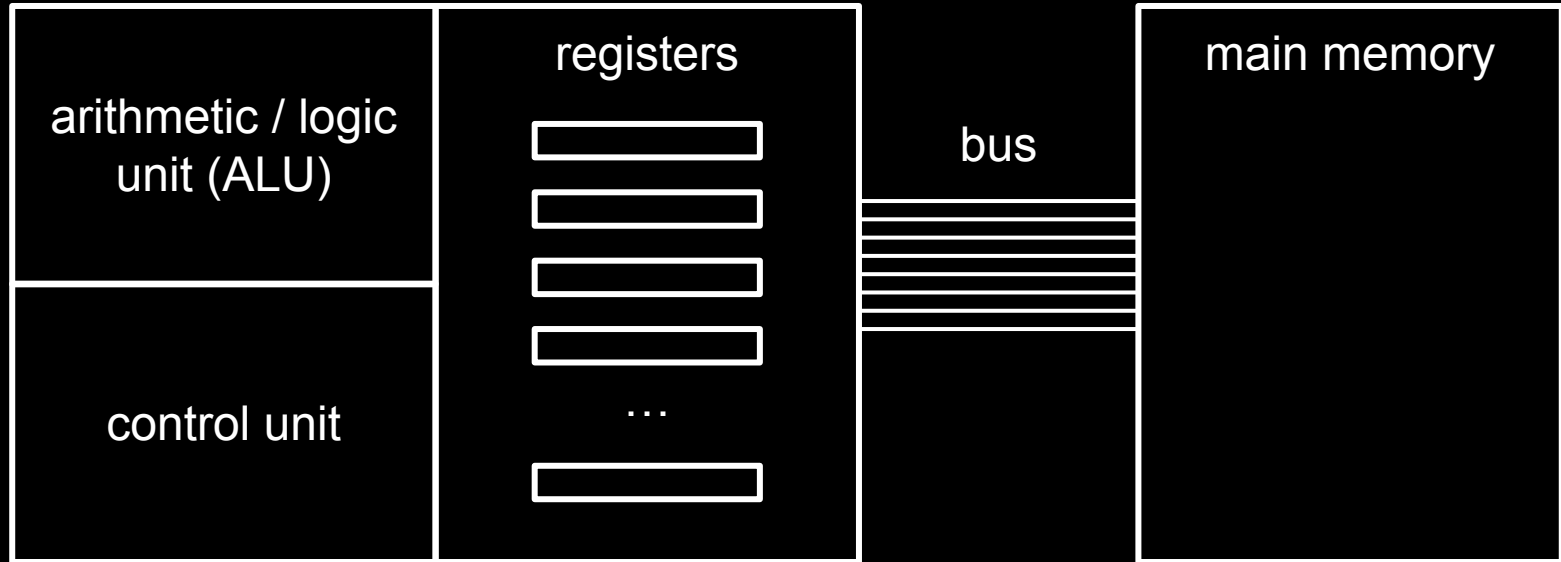 arithmetic / logic
unit (ALU)
control unit
registers
…
bus
main memory